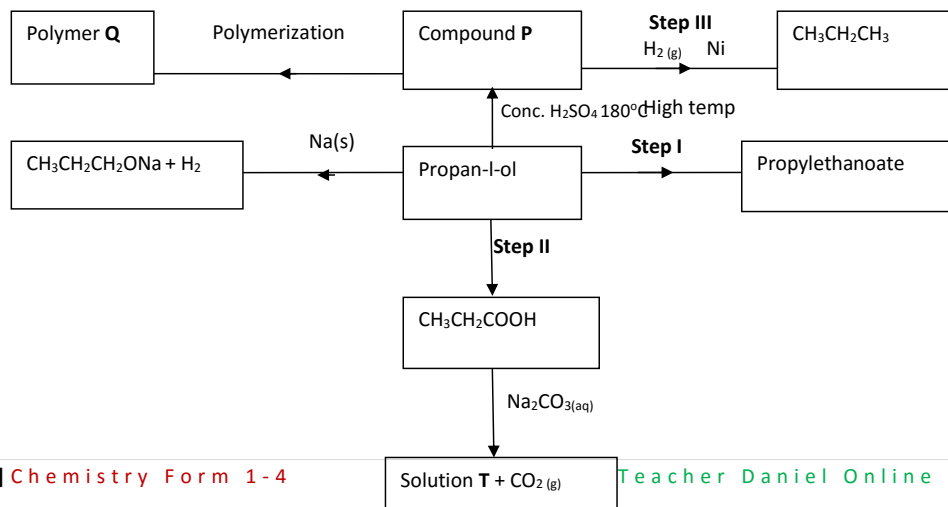 Polymer Q
Polymerization
Compound P
Step III
H₂ (g) Ni
CH3CH2CH3
Conc. H₂SO₄ 180⁰C
High temp
CH₃CH₂CH₂ONa + H₂
Na(s)
Propan-l-ol
Step I
Propylethanoate
Step II
CH₃CH₂COOH
Na₂CO₃(aq)
Chemistry Form 1-4
Solution T + CO₂ (g)
Teacher Daniel Online